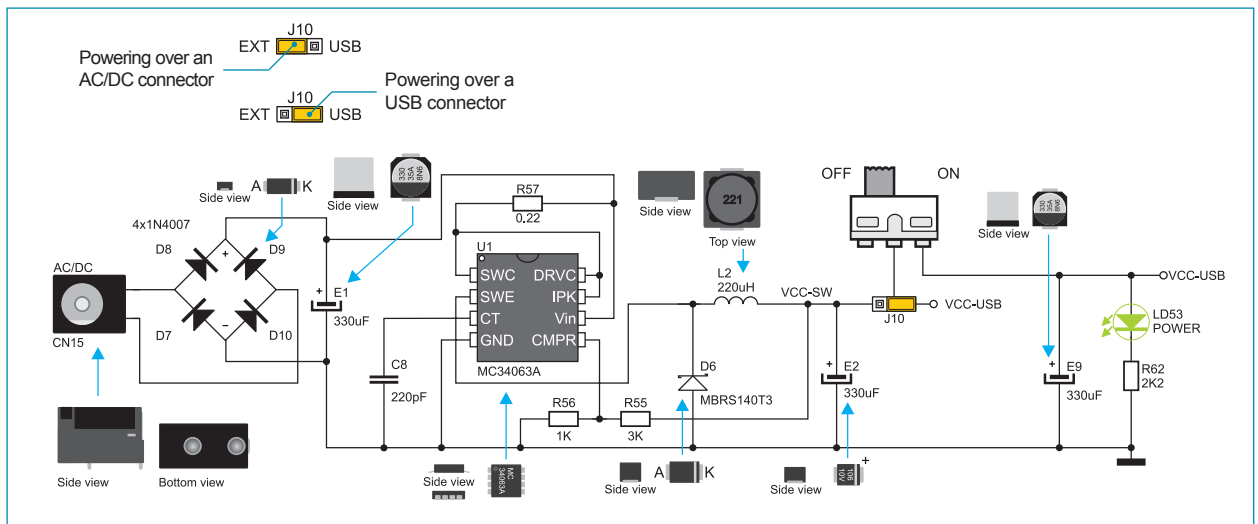 J10
EXT USB
Powering over an
AC/DC connector
J10
EXT USB
Powering over a
USB connector
Side view
A K
4x1N4007
D8
D9
D7
D10
AC/DC
CN15
Side view
Bottom view
Side view
330
35A
8N6
E1
+
330uF
+
-
R57
0.22
U1
SWC DRVC
SWE IPK
CT Vin
GND CMPR
MC34063A
C8
220pF
R56
1K
R55
3K
Side view
MC
34063A
Side view
221
Top view
L2
220uH
VCC-SW
D6
MBRS140T3
Side view
A K
E2
+
330uF
Side view
106
10V
+
OFF ON
J10
VCC-USB
Side view
330
35A
8N6
VCC-USB
LD53
POWER
E9
+
330uF
R62
2K2